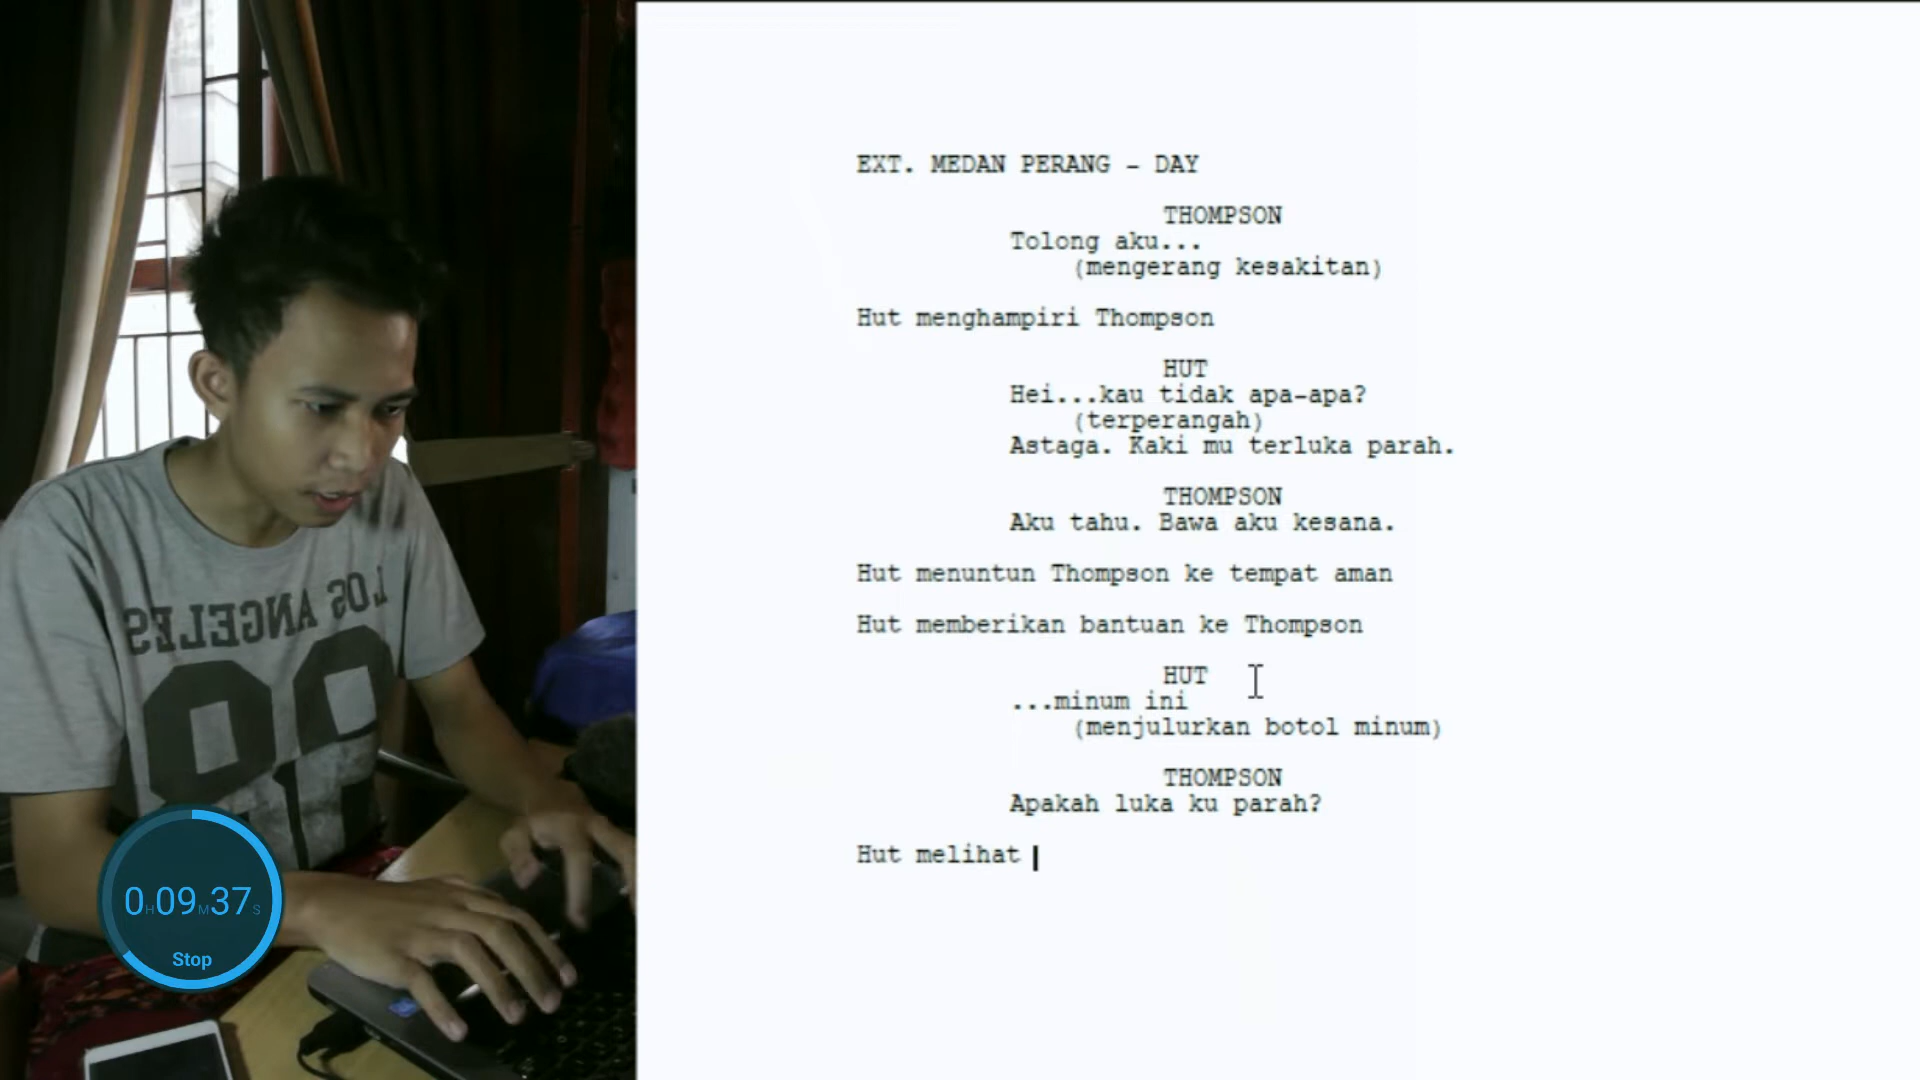 EXT. MEDAN PERANG - DAY
THOMPSON
Tolong aku...
(mengerang kesakitan)
Hut menghampiri Thompson
HUT
Hei...kau tidak apa-apa?
(terperangah)
Astaga. Kaki mu terluka parah.
THOMPSON
Aku tahu. Bawa aku kesana.
Hut menuntun Thompson ke tempat aman
Hut memberikan bantuan ke Thompson
HUT
...minum ini
(menjulurkan botol minum)
THOMPSON
Apakah luka ku parah?
Hut melihat
LOS ANGELES
98
0H09M37S
Stop